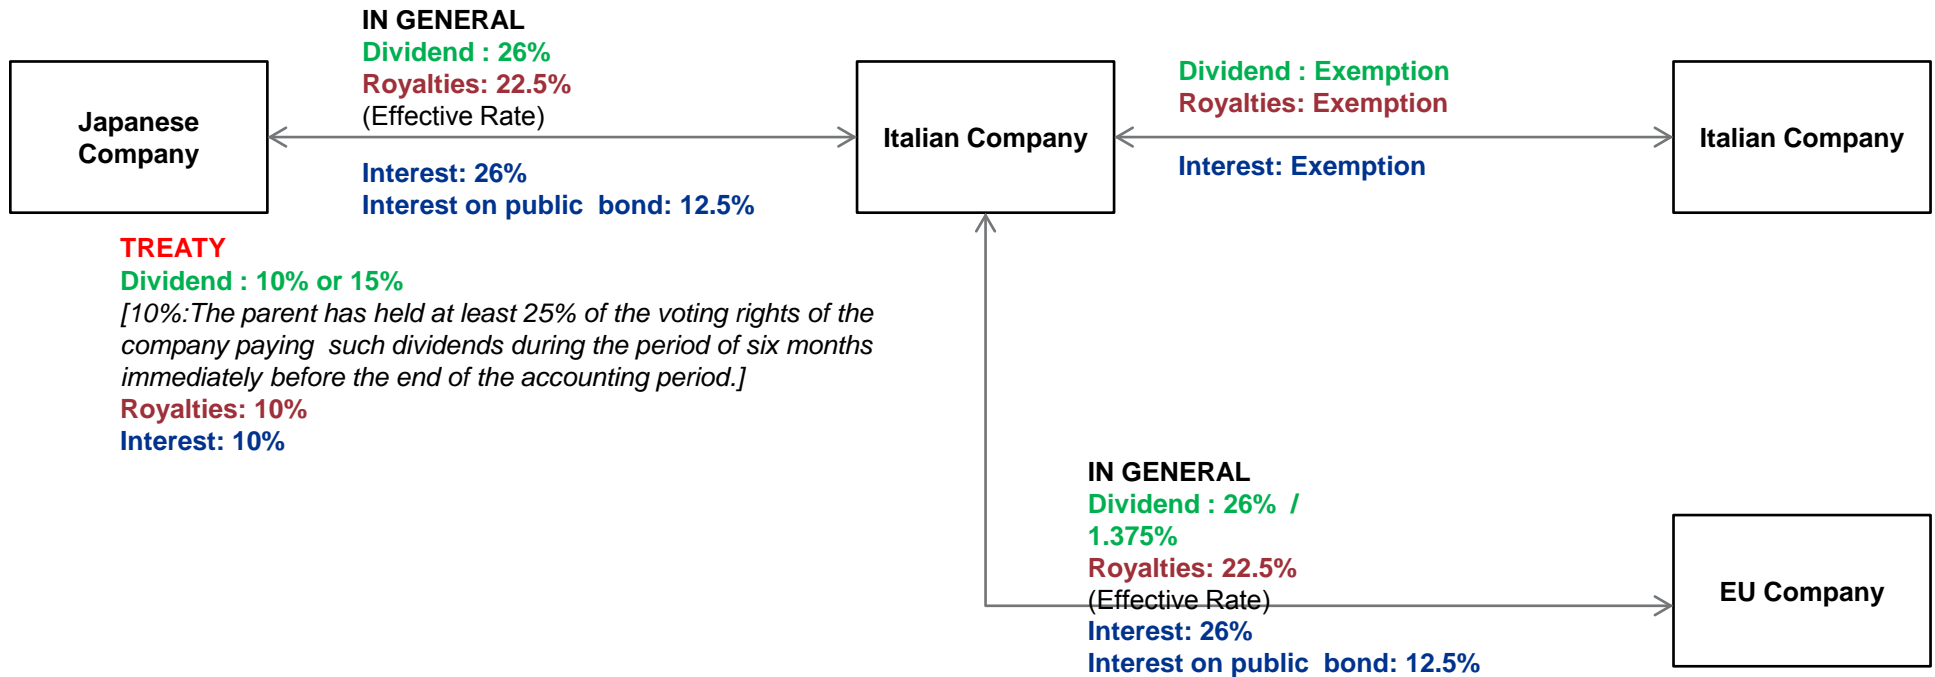 IN GENERAL
Dividend : 26%
Royalties: 22.5%
(Effective Rate)
Interest: 26%
Interest on public bond: 12.5%
Japanese
Company
Italian Company
Dividend : Exemption
Royalties: Exemption
Interest: Exemption
Italian Company
TREATY
Dividend : 10% or 15%
[10%:The parent has held at least 25% of the voting rights of the
company paying such dividends during the period of six months
immediately before the end of the accounting period.]
Royalties: 10%
Interest: 10%
IN GENERAL
Dividend : 26% /
1.375%
Royalties: 22.5%
(Effective Rate)
Interest: 26%
Interest on public bond: 12.5%
EU Company